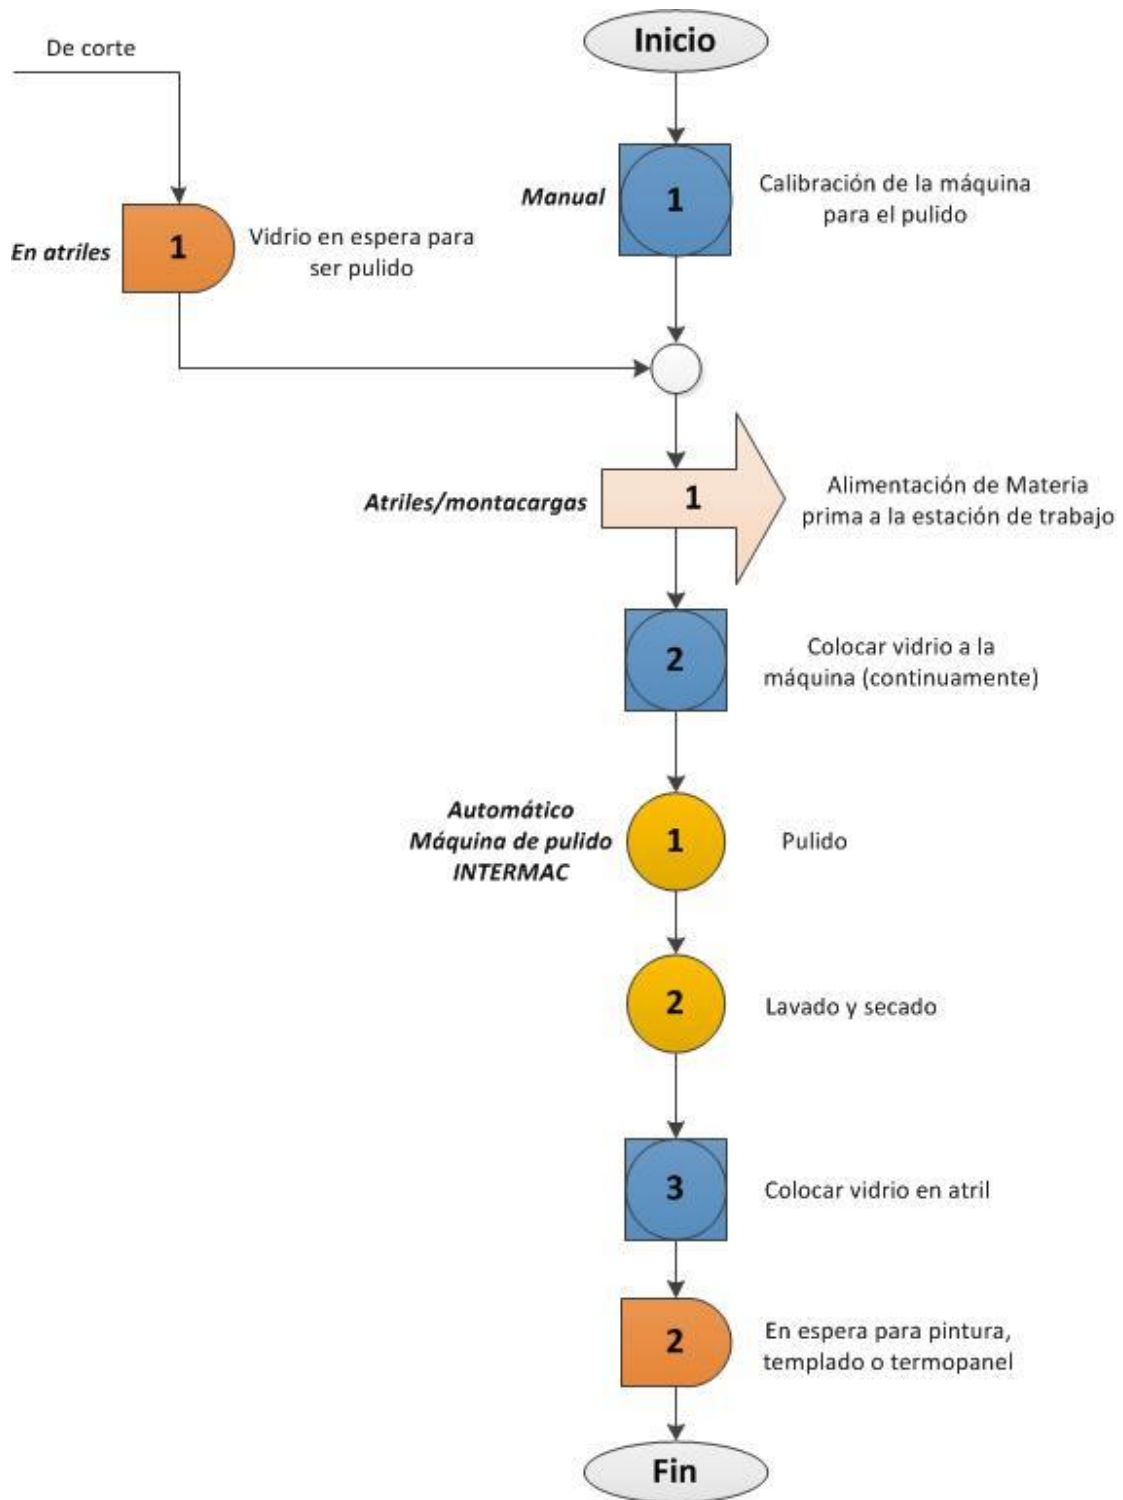 De corte
Inicio
Manual
1
Calibración de la máquina
para el pulido
En atriles
1
Vidrio en espera para
ser pulido
Atriles/montacargas
1
Alimentación de Materia
prima a la estación de trabajo
2
Colocar vidrio a la
máquina (continuamente)
Automático
Máquina de pulido
INTERMAC
1
Pulido
2
Lavado y secado
3
Colocar vidrio en atril
2
En espera para pintura,
templado o termopanel
Fin